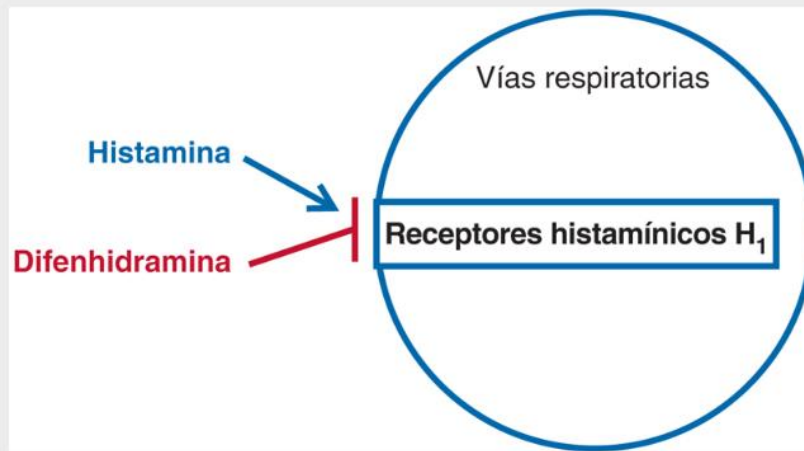 Vías respiratorias
Histamina
Receptores histamínicos H₁
Difenhidramina